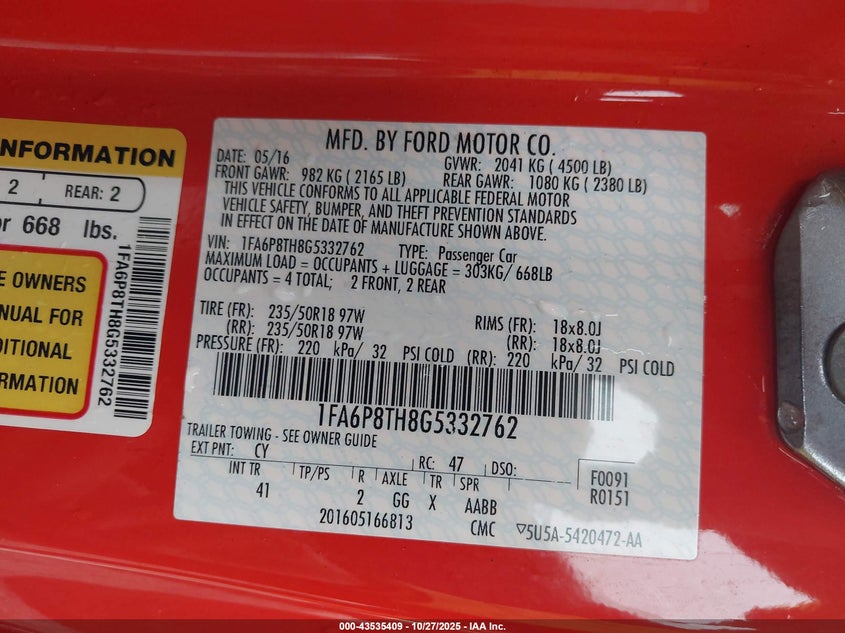 NFORMATION
2 REAR: 2
or 668 lbs.
E OWNERS
NUAL FOR
DITIONAL
ORMATION
1FA6P8TH8G5332762
MFD. BY FORD MOTOR CO.
DATE: 05/16 GVWR: 2041 KG ( 4500 LB)
FRONT GAWR: 982 KG ( 2165 LB) REAR GAWR: 1080 KG ( 2380 LB)
THIS VEHICLE CONFORMS TO ALL APPLICABLE FEDERAL MOTOR
VEHICLE SAFETY, BUMPER, AND THEFT PREVENTION STANDARDS
IN EFFECT ON THE DATE OF MANUFACTURE SHOWN ABOVE.
VIN: 1FA6P8TH8G5332762 TYPE: Passenger Car
MAXIMUM LOAD = OCCUPANTS + LUGGAGE = 303KG/ 668LB
OCCUPANTS = 4 TOTAL; 2 FRONT, 2 REAR
TIRE (FR): 235/50R18 97W RIMS (FR): 18x8.0J
(RR): 235/50R18 97W (RR): 18x8.0J
PRESSURE (FR): 220 kPa/ 32 PSI COLD (RR): 220 kPa/ 32 PSI COLD
1FA6P8TH8G5332762
TRAILER TOWING - SEE OWNER GUIDE
EXT PNT: CY RC: 47 DSO: F0091
INT TR TP/PS R AXLE TR SPR R0151
41 2 GG X AABB
201605166813 CMC ▽5U5A-5420472-AA
000-43535409 - 10/27/2025 - IAA Inc.